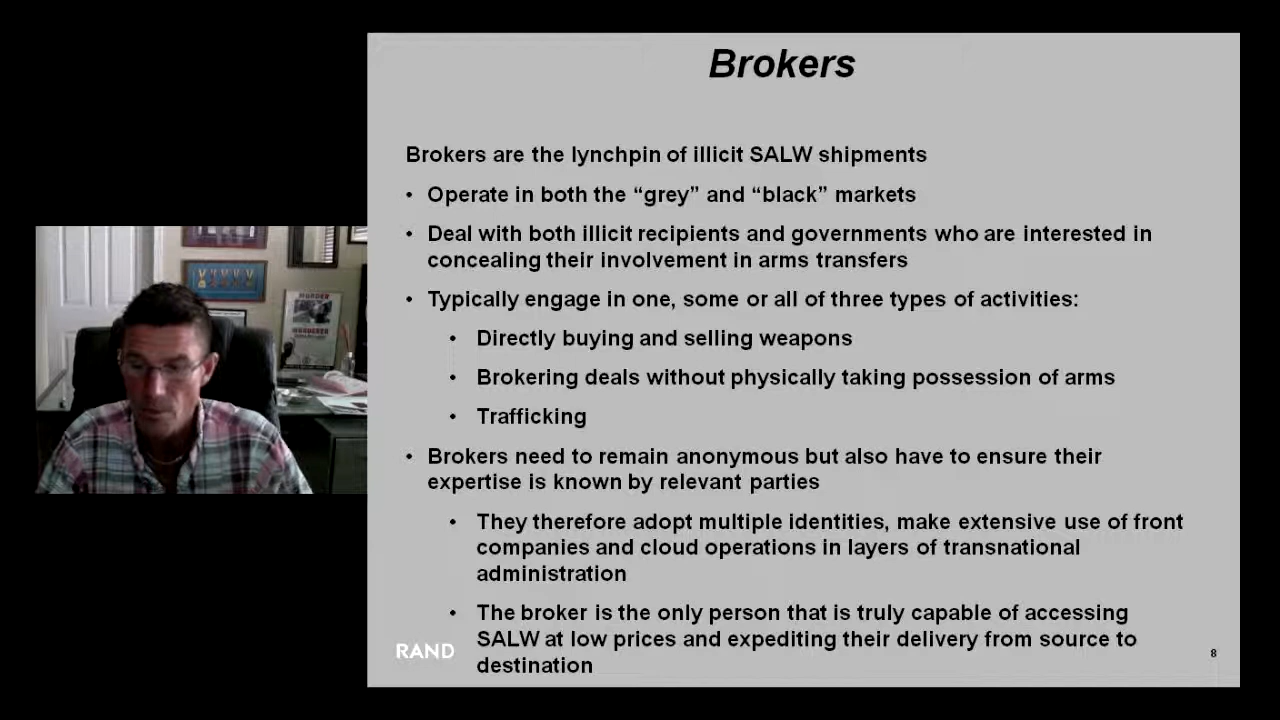 Brokers
Brokers are the lynchpin of illicit SALW shipments
• Operate in both the “grey” and “black” markets
• Deal with both illicit recipients and governments who are interested in
concealing their involvement in arms transfers
• Typically engage in one, some or all of three types of activities:
• Directly buying and selling weapons
• Brokering deals without physically taking possession of arms
• Trafficking
• Brokers need to remain anonymous but also have to ensure their
expertise is known by relevant parties
• They therefore adopt multiple identities, make extensive use of front
companies and cloud operations in layers of transnational
administration
• The broker is the only person that is truly capable of accessing
SALW at low prices and expediting their delivery from source to
destination
RAND
8
MURDER
MURDERER